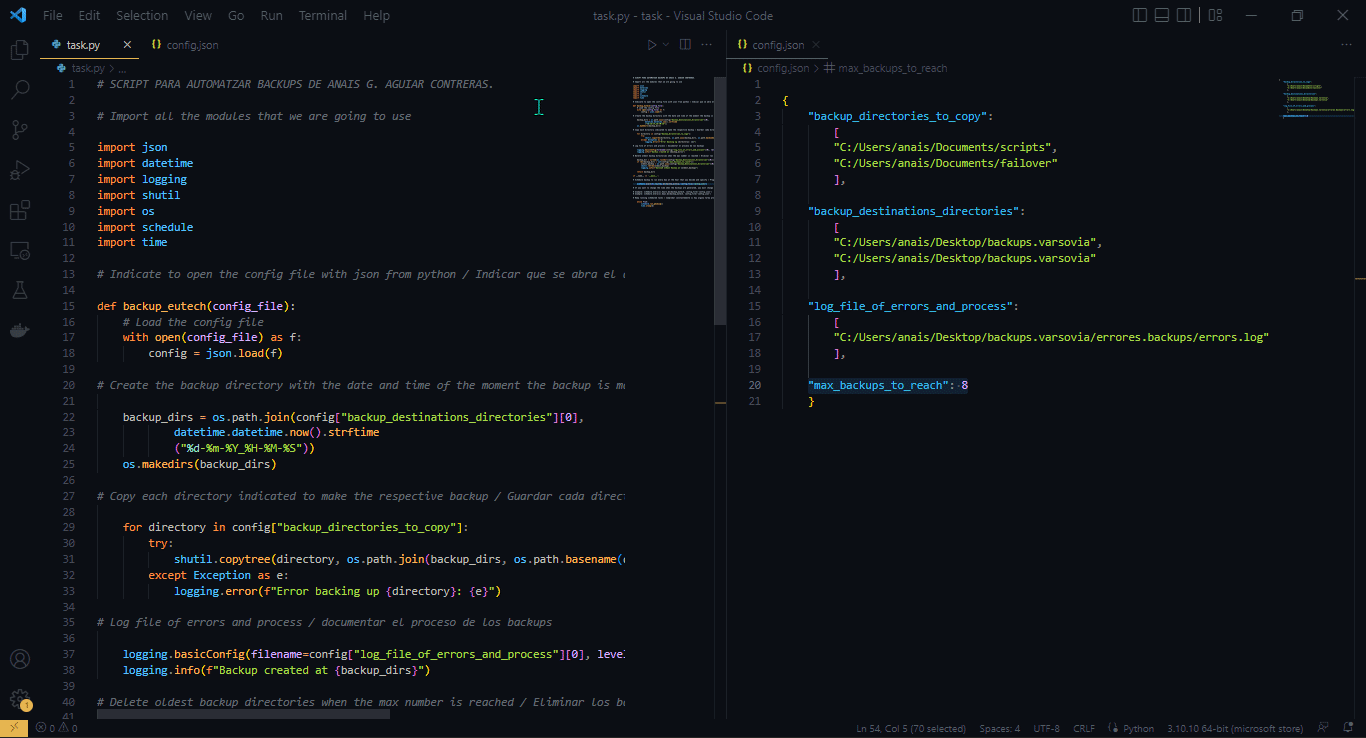 File Edit Selection View Go Run Terminal Help
task.py - task - Visual Studio Code
task.py
config.json
task.py > ...
1 # SCRIPT PARA AUTOMATZAR BACKUPS DE ANAIS G. AGUIAR CONTRERAS.
2
3 # Import all the modules that we are going to use
4
5 import json
6 import datetime
7 import logging
8 import shutil
9 import os
10 import schedule
11 import time
12
13 # Indicate to open the config file with json from python / Indicar que se abra el
14
15 def backup_eutech(config_file):
16 # Load the config file
17 with open(config_file) as f:
18 config = json.load(f)
19
20 # Create the backup directory with the date and time of the moment the backup is
21
22 backup_dirs = os.path.join(config["backup_destinations_directories"][0],
23 datetime.datetime.now().strftime
24 ("%d-%m-%Y_%H-%M-%S"))
25 os.makedirs(backup_dirs)
26
27 # Copy each directory indicated to make the respective backup / Guardar cada direc
28
29 for directory in config["backup_directories_to_copy"]:
30 try:
31 shutil.copytree(directory, os.path.join(backup_dirs, os.path.basename(
32 except Exception as e:
33 logging.error(f"Error backing up {directory}: {e}")
34
35 # Log file of errors and process / documentar el proceso de los backups
36
37 logging.basicConfig(filename=config["log_file_of_errors_and_process"][0], leve
38 logging.info(f"Backup created at {backup_dirs}")
39
40 # Delete oldest backup directories when the max number is reached / Eliminar los
41
config.json
config.json > max_backups_to_reach
1
2 {
3 "backup_directories_to_copy":
4 [
5 "C:/Users/anais/Documents/scripts",
6 "C:/Users/anais/Documents/failover"
7 ],
8
9 "backup_destinations_directories":
10 [
11 "C:/Users/anais/Desktop/backups.varsovia",
12 "C:/Users/anais/Desktop/backups.varsovia"
13 ],
14
15 "log_file_of_errors_and_process":
16 [
17 "C:/Users/anais/Desktop/backups.varsovia/errores.backups/errors.log"
18 ],
19
20 "max_backups_to_reach": 8
21 }
1
0 0
Ln 54, Col 5 (70 selected) Spaces: 4 UTF-8 CRLF Python 3.10.10 64-bit (microsoft store)